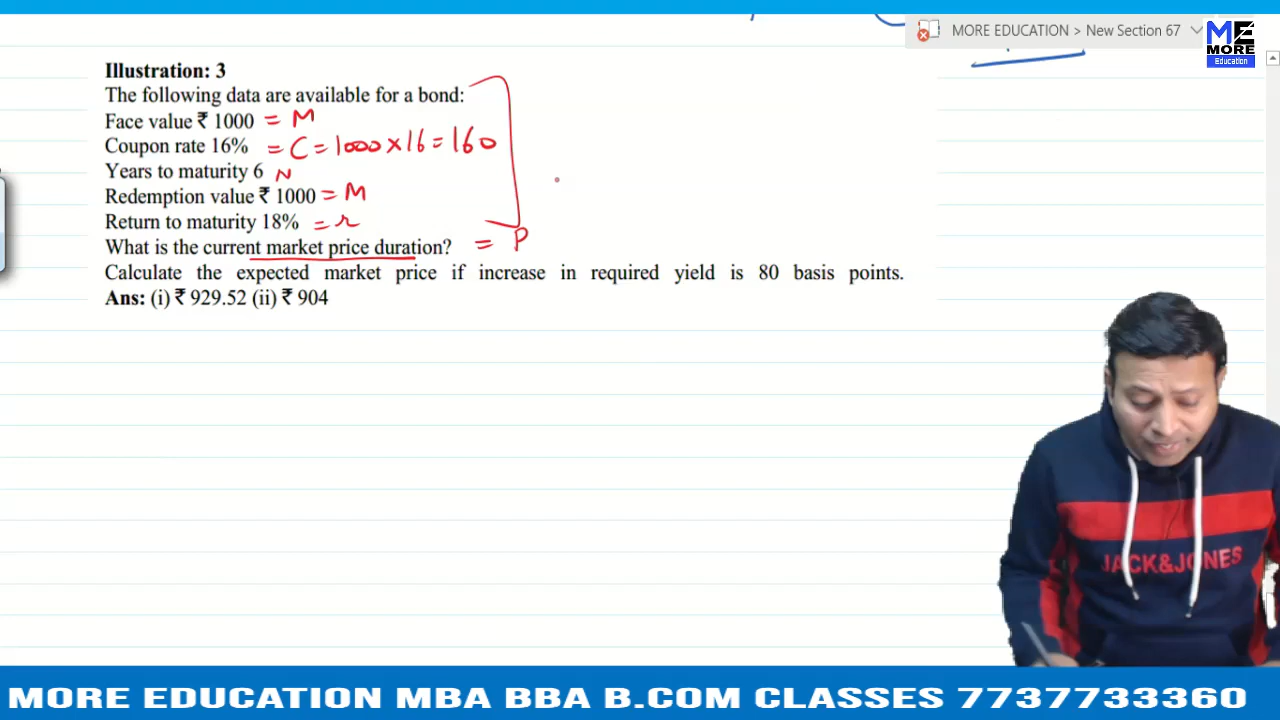 MORE EDUCATION > New Section 67
ME
MORE
Education
Illustration: 3
The following data are available for a bond:
Face value ₹ 1000 = M
Coupon rate 16% = C = 1000 × 16 = 160
Years to maturity 6 N
Redemption value ₹ 1000 = M
Return to maturity 18% = r
What is the current market price duration? = P
Calculate the expected market price if increase in required yield is 80 basis points.
Ans: (i) ₹ 929.52 (ii) ₹ 904
JACK&JONES
MORE EDUCATION MBA BBA B.COM CLASSES 7737733360